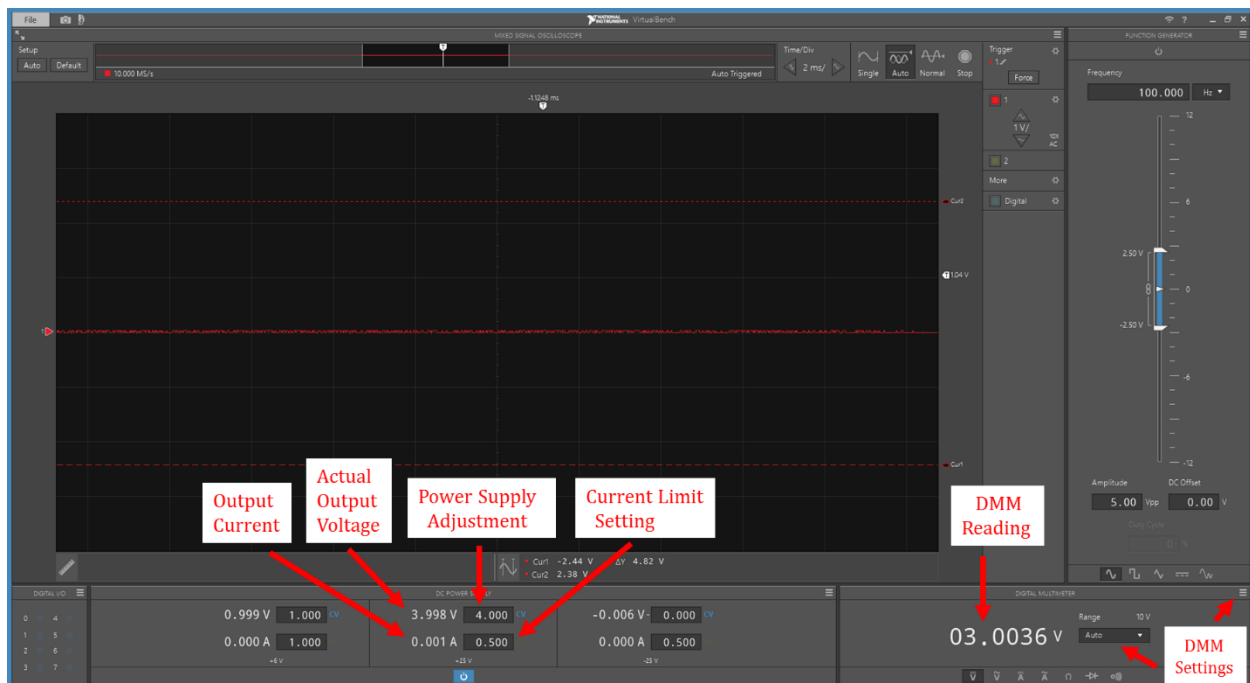 File
NATIONAL INSTRUMENTS VirtualBench
MIXED SIGNAL OSCILLOSCOPE
FUNCTION GENERATOR
Setup
Auto Default
10.000 MS/s
Auto Triggered
Time/Div
2 ms/
Single Auto Normal Stop
Trigger
1
Force
-1.1248 ms
T
1
1 V/
AC
2
More
Digital
Cur2
T 1.04 V
1
Cur1
Frequency
100.000 Hz
12
6
2.50 V
0
-2.50 V
-6
-12
Amplitude DC Offset
5.00 Vpp 0.00 V
Duty Cycle
%
Output
Current
Actual
Output
Voltage
Power Supply
Adjustment
Current Limit
Setting
DMM
Reading
Cur1 -2.44 V ΔY 4.82 V
Cur2 2.38 V
DIGITAL I/O
0 4
1 5
2 6
3 7
DC POWER SUPPLY
0.999 V 1.000 CV
0.000 A 1.000
+6 V
3.998 V 4.000 CV
0.001 A 0.500
+25 V
-0.006 V - 0.000 CV
0.000 A 0.500
-25 V
DIGITAL MULTIMETER
03.0036 V
Range 10 V
Auto
DMM
Settings
V V A A Ω